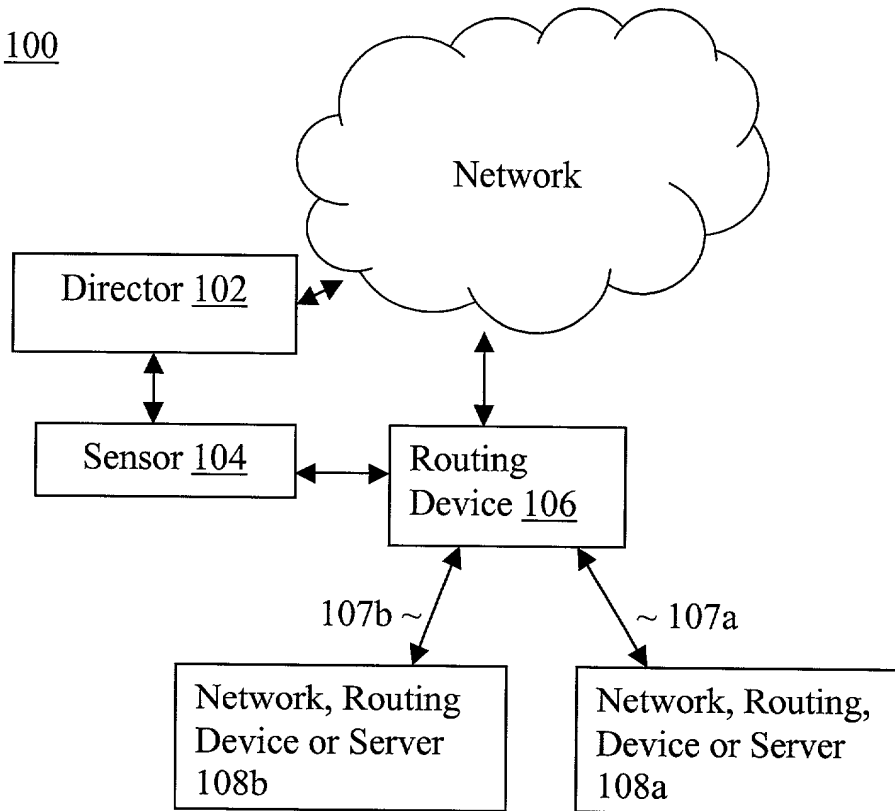 100
Network
Director 102
Sensor 104
Routing
Device 106
107b ~
~ 107a
Network, Routing
Device or Server
108b
Network, Routing,
Device or Server
108a